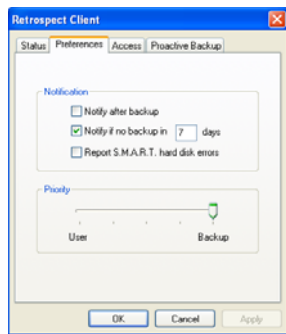 Retrospect Client
Status Preferences Access Proactive Backup
Notification
Notify after backup
Notify if no backup in 7 days
Report S.M.A.R.T. hard disk errors
Priority
User Backup
OK Cancel Apply